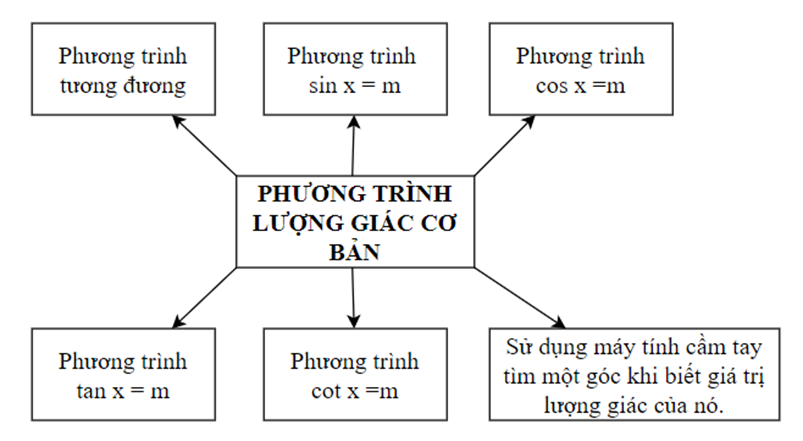 Phương trình
tương đương
Phương trình
sin x = m
Phương trình
cos x =m
PHƯƠNG TRÌNH
LƯỢNG GIÁC CƠ
BẢN
Phương trình
tan x = m
Phương trình
cot x =m
Sử dụng máy tính cầm tay
tìm một góc khi biết giá trị
lượng giác của nó.